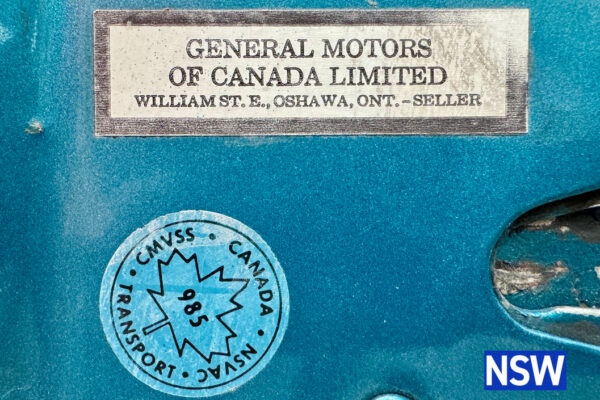 GENERAL MOTORS
OF CANADA LIMITED
WILLIAM ST. E., OSHAWA, ONT. - SELLER
CMVSS • CANADA • NSVAC • TRANSPORT •
985
NSW